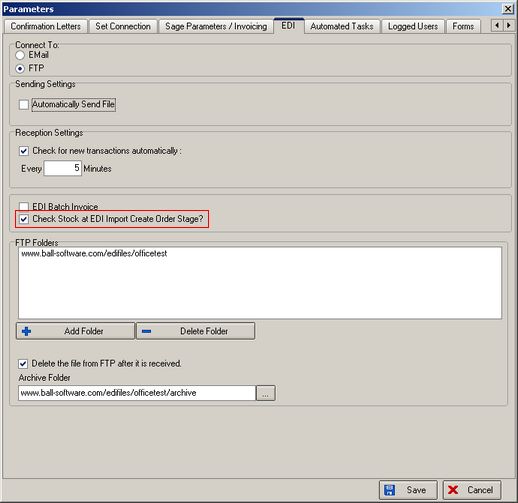 Parameters
Confirmation Letters
Set Connection
Sage Parameters / Invoicing
EDI
Automated Tasks
Logged Users
Forms
Connect To:
EMail
FTP
Sending Settings
Automatically Send File
Reception Settings
Check for new transactions automatically :
Every 5 Minutes
EDI Batch Invoice
Check Stock at EDI Import Create Order Stage?
FTP Folders
www.ball-software.com/edifiles/officetest
Add Folder
Delete Folder
Delete the file from FTP after it is received.
Archive Folder
www.ball-software.com/edifiles/officetest/archive
...
Save
Cancel